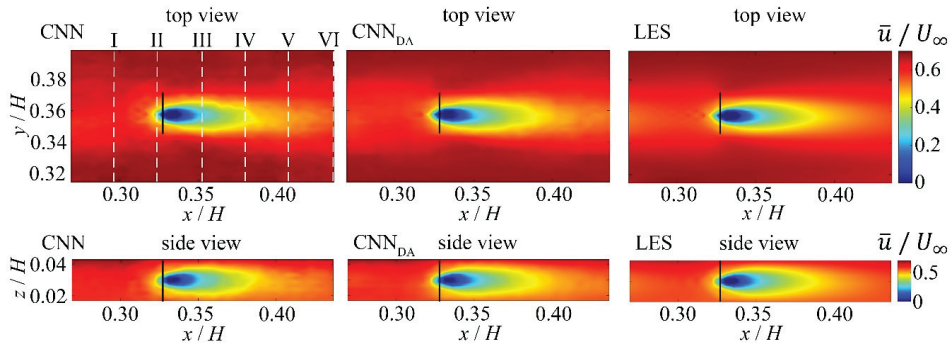 top view top view top view
CNN CNN_DA LES ū / U∞
I II III IV V VI
0.38
0.36
0.34
0.32
y / H
0.6
0.4
0.2
0
0.30 0.35 0.40 0.30 0.35 0.40 0.30 0.35 0.40
x / H x / H x / H
CNN side view CNN_DA side view LES side view ū / U∞
0.04
0.02
z / H
0.5
0
0.30 0.35 0.40 0.30 0.35 0.40 0.30 0.35 0.40
x / H x / H x / H